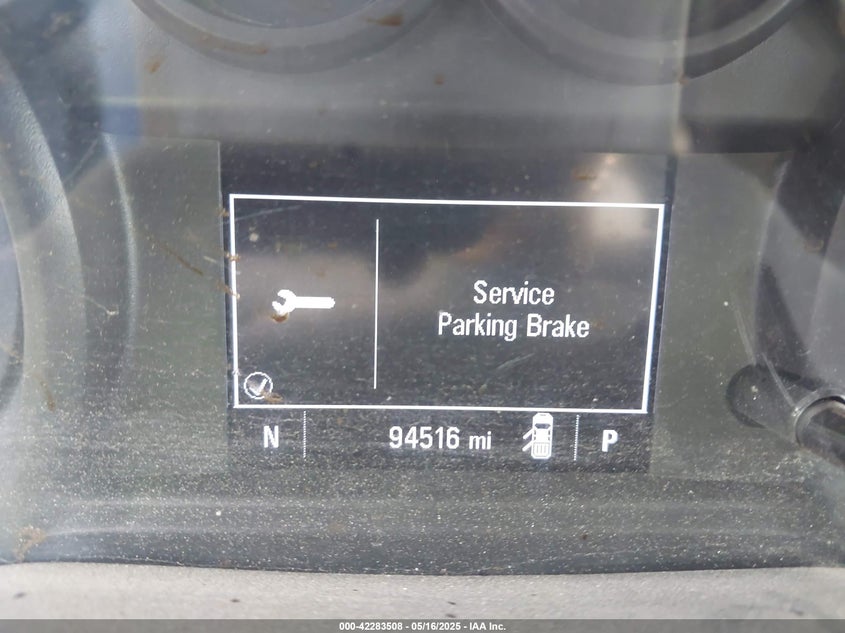 Service
Parking Brake
N
94516 mi
P
000-42283508 - 05/16/2025 - IAA Inc.